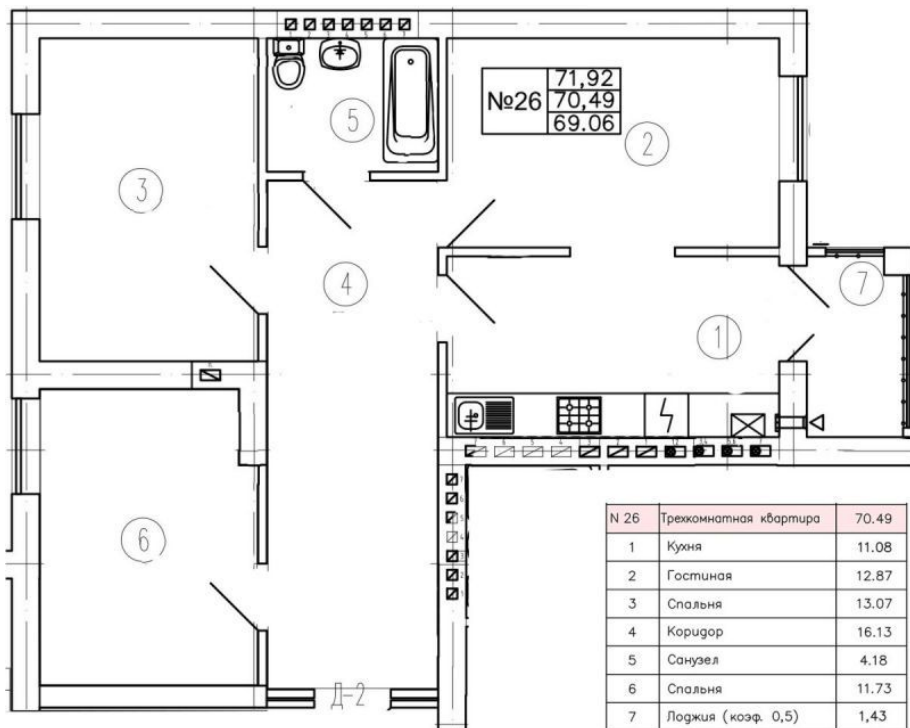 №26
71,92
70,49
69.06
5
2
3
4
7
1
6
Д-2
N 26 Трехкомнатная квартира 70.49
1 Кухня 11.08
2 Гостиная 12.87
3 Спальня 13.07
4 Коридор 16.13
5 Санузел 4.18
6 Спальня 11.73
7 Лоджия (коэф. 0,5) 1,43